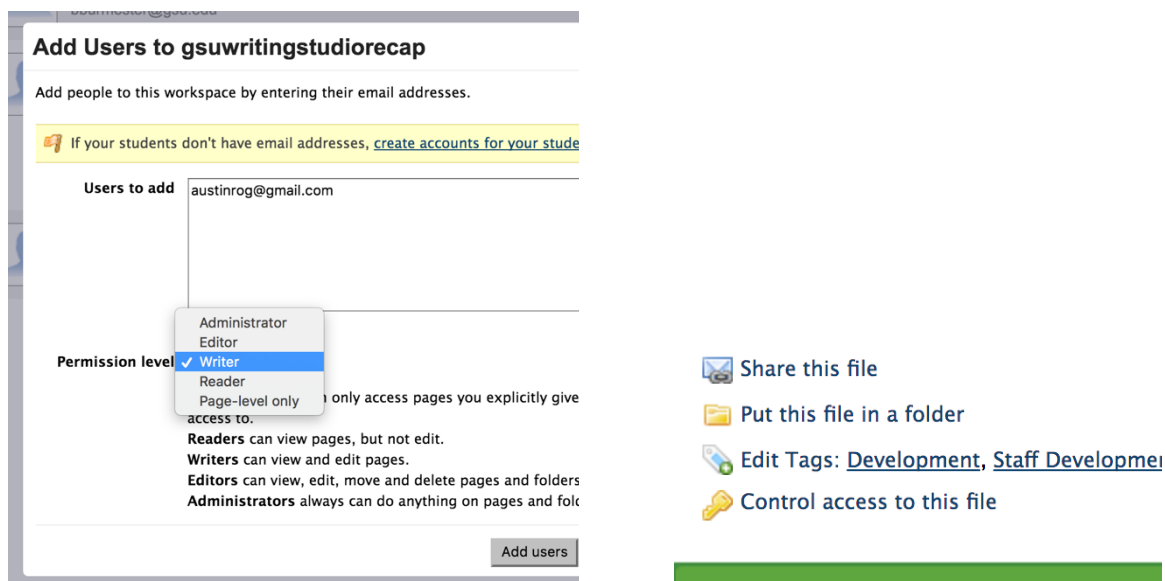 Add Users to gsuwritingstudiorecap
Add people to this workspace by entering their email addresses.
If your students don't have email addresses, create accounts for your stude
Users to add
austinrog@gmail.com
Administrator
Editor
Permission level ✓ Writer
Reader
Page-level only
only access pages you explicitly give
access to.
Readers can view pages, but not edit.
Writers can view and edit pages.
Editors can view, edit, move and delete pages and folders
Administrators always can do anything on pages and fol
Add users
Share this file
Put this file in a folder
Edit Tags: Development, Staff Developme
Control access to this file